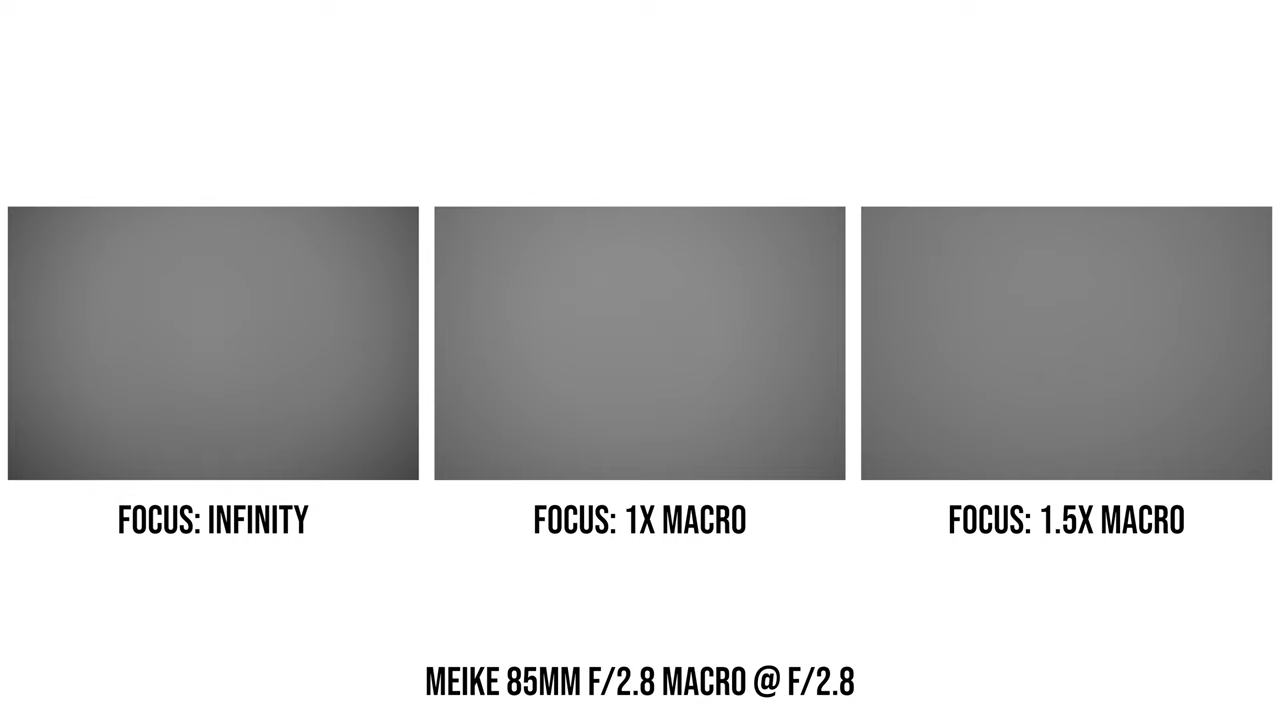 FOCUS: INFINITY
FOCUS: 1X MACRO
FOCUS: 1.5X MACRO
MEIKE 85MM F/2.8 MACRO @ F/2.8